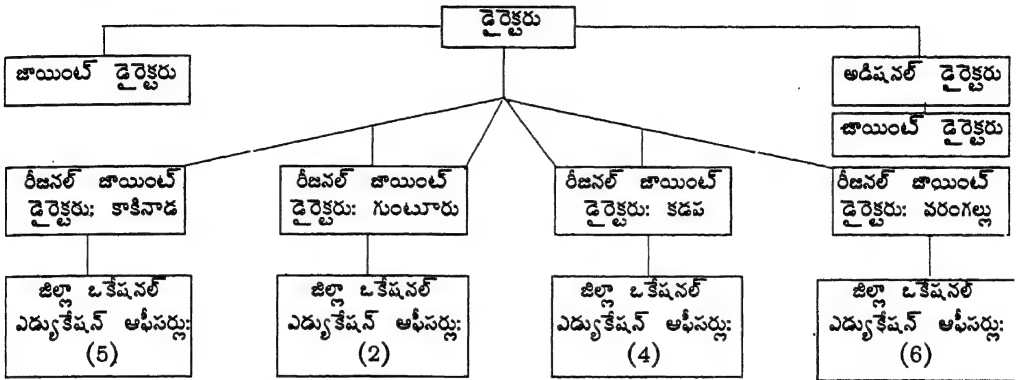 డైరెక్టరు
జాయింట్ డైరెక్టరు
అడిషనల్ డైరెక్టరు
జాయింట్ డైరెక్టరు
రీజనల్ జాయింట్
డైరెక్టరు: కాకినాడ
రీజనల్ జాయింట్
డైరెక్టరు: గుంటూరు
రీజనల్ జాయింట్
డైరెక్టరు: కడప
రీజనల్ జాయింట్
డైరెక్టరు: వరంగల్లు
జిల్లా ఒకేషనల్
ఎడ్యుకేషన్ ఆఫీసర్లు:
(5)
జిల్లా ఒకేషనల్
ఎడ్యుకేషన్ ఆఫీసర్లు:
(2)
జిల్లా ఒకేషనల్
ఎడ్యుకేషన్ ఆఫీసర్లు:
(4)
జిల్లా ఒకేషనల్
ఎడ్యుకేషన్ ఆఫీసర్లు:
(6)